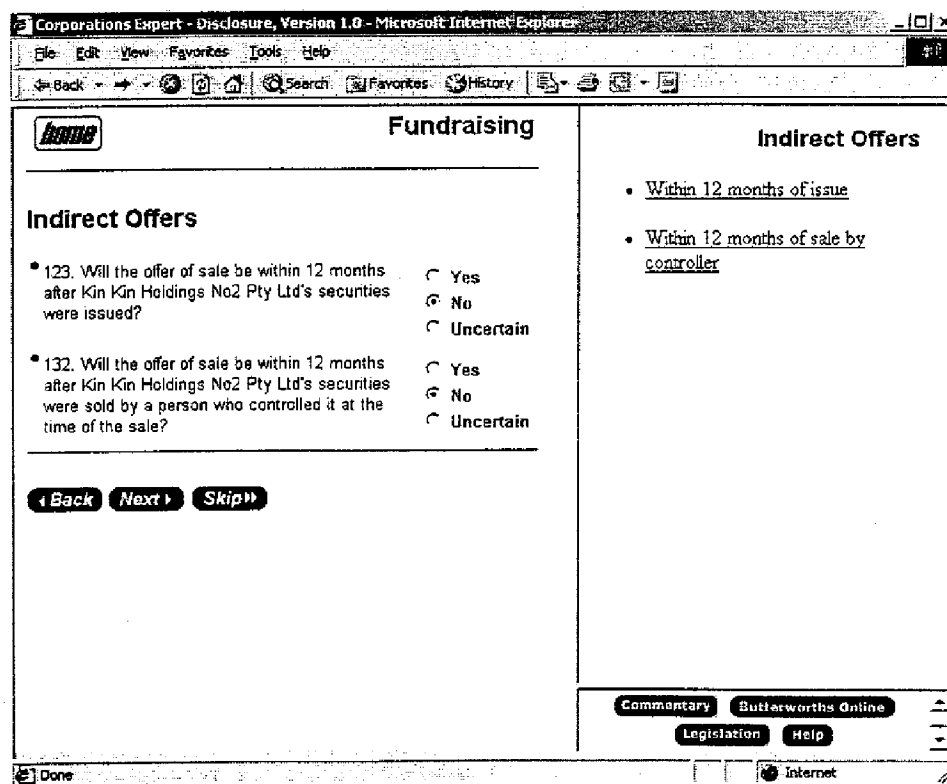 Corporations Expert - Disclosure, Version 1.0 - Microsoft Internet Explorer
File Edit View Favorites Tools Help
Back Search Favorites History
home
Fundraising
Indirect Offers
123. Will the offer of sale be within 12 months
after Kin Kin Holdings No2 Pty Ltd's securities
were issued?
Yes
No
Uncertain
132. Will the offer of sale be within 12 months
after Kin Kin Holdings No2 Pty Ltd's securities
were sold by a person who controlled it at the
time of the sale?
Yes
No
Uncertain
Back Next Skip
Indirect Offers
Within 12 months of issue
Within 12 months of sale by
controller
Commentary Butterworths Online
Legislation Help
Done Internet